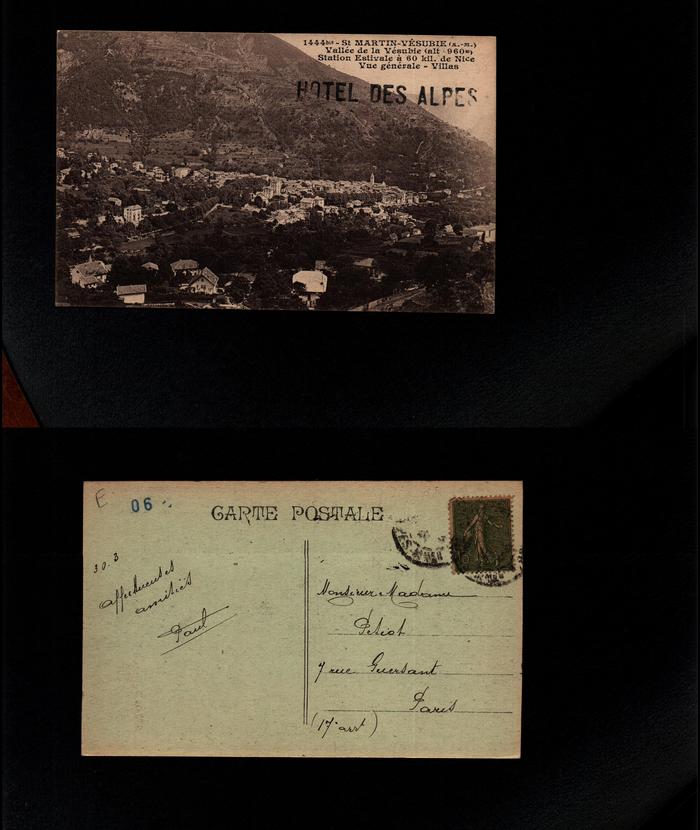 1444bis - St MARTIN-VÉSUBIE (A.-M.)
Vallée de la Vésubie (alt. 960m)
Station Estivale à 60 kil. de Nice
Vue générale - Villas
HOTEL DES ALPES
E
06
CARTE POSTALE
30.3
affectueuses
amitiés
Paul
Monsieur Madame
Petiot
7 rue Guersant
Paris
(17e arrt)